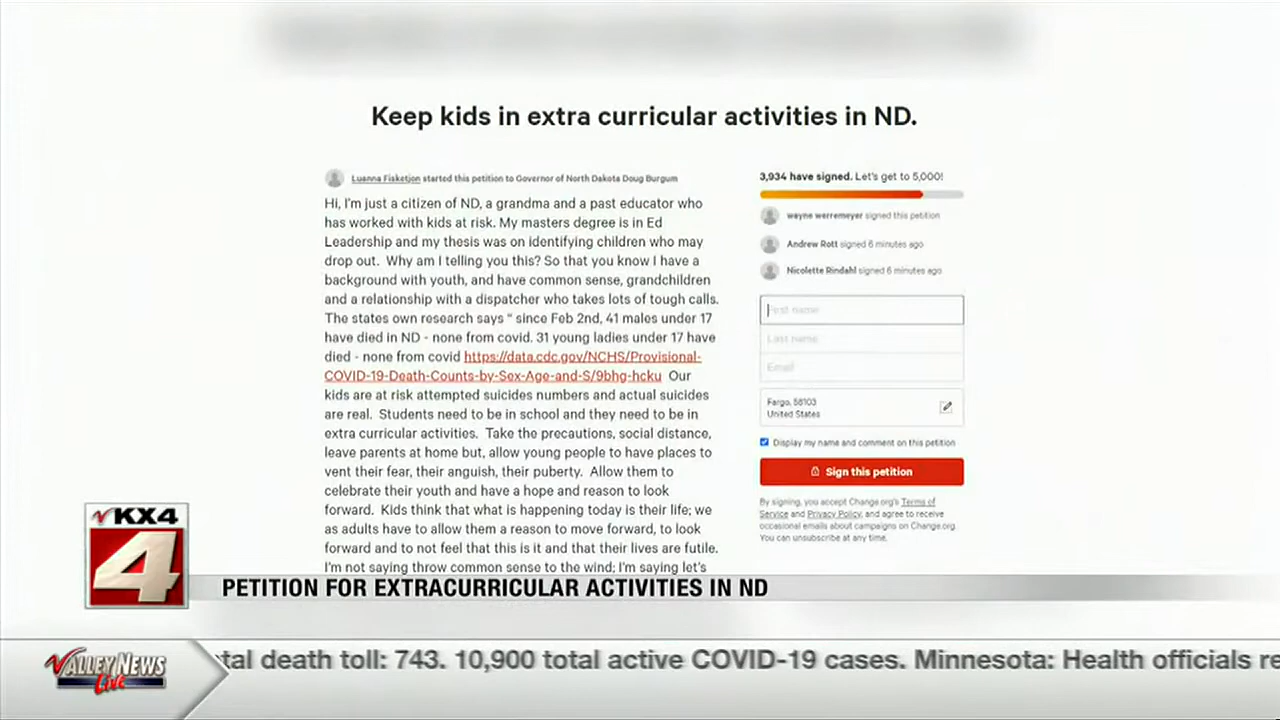 Keep kids in extra curricular activities in ND.
Luanna Fisketjon started this petition to Governor of North Dakota Doug Burgum
Hi, I'm just a citizen of ND, a grandma and a past educator who
has worked with kids at risk. My masters degree is in Ed
Leadership and my thesis was on identifying children who may
drop out. Why am I telling you this? So that you know I have a
background with youth, and have common sense, grandchildren
and a relationship with a dispatcher who takes lots of tough calls.
The states own research says " since Feb 2nd, 41 males under 17
have died in ND - none from covid. 31 young ladies under 17 have
died - none from covid https://data.cdc.gov/NCHS/Provisional-
COVID-19-Death-Counts-by-Sex-Age-and-S/9bhg-hcku Our
kids are at risk attempted suicides numbers and actual suicides
are real. Students need to be in school and they need to be in
extra curricular activities. Take the precautions, social distance,
leave parents at home but, allow young people to have places to
vent their fear, their anguish, their puberty. Allow them to
celebrate their youth and have a hope and reason to look
forward. Kids think that what is happening today is their life; we
as adults have to allow them a reason to move forward, to look
forward and to not feel that this is it and that their lives are futile.
I'm not saying throw common sense to the wind; I'm saying let's
3,934 have signed. Let's get to 5,000!
wayne werremeyer signed this petition
Andrew Rott signed 6 minutes ago
Nicolette Rindahl signed 6 minutes ago
First name
Last name
Email
Fargo, 58103
United States
Display my name and comment on this petition
Sign this petition
By signing, you accept Change.org's Terms of
Service and Privacy Policy, and agree to receive
occasional emails about campaigns on Change.org.
You can unsubscribe at any time.
KX4
4
PETITION FOR EXTRACURRICULAR ACTIVITIES IN ND
VALLEY NEWS
Live
tal death toll: 743. 10,900 total active COVID-19 cases. Minnesota: Health officials re